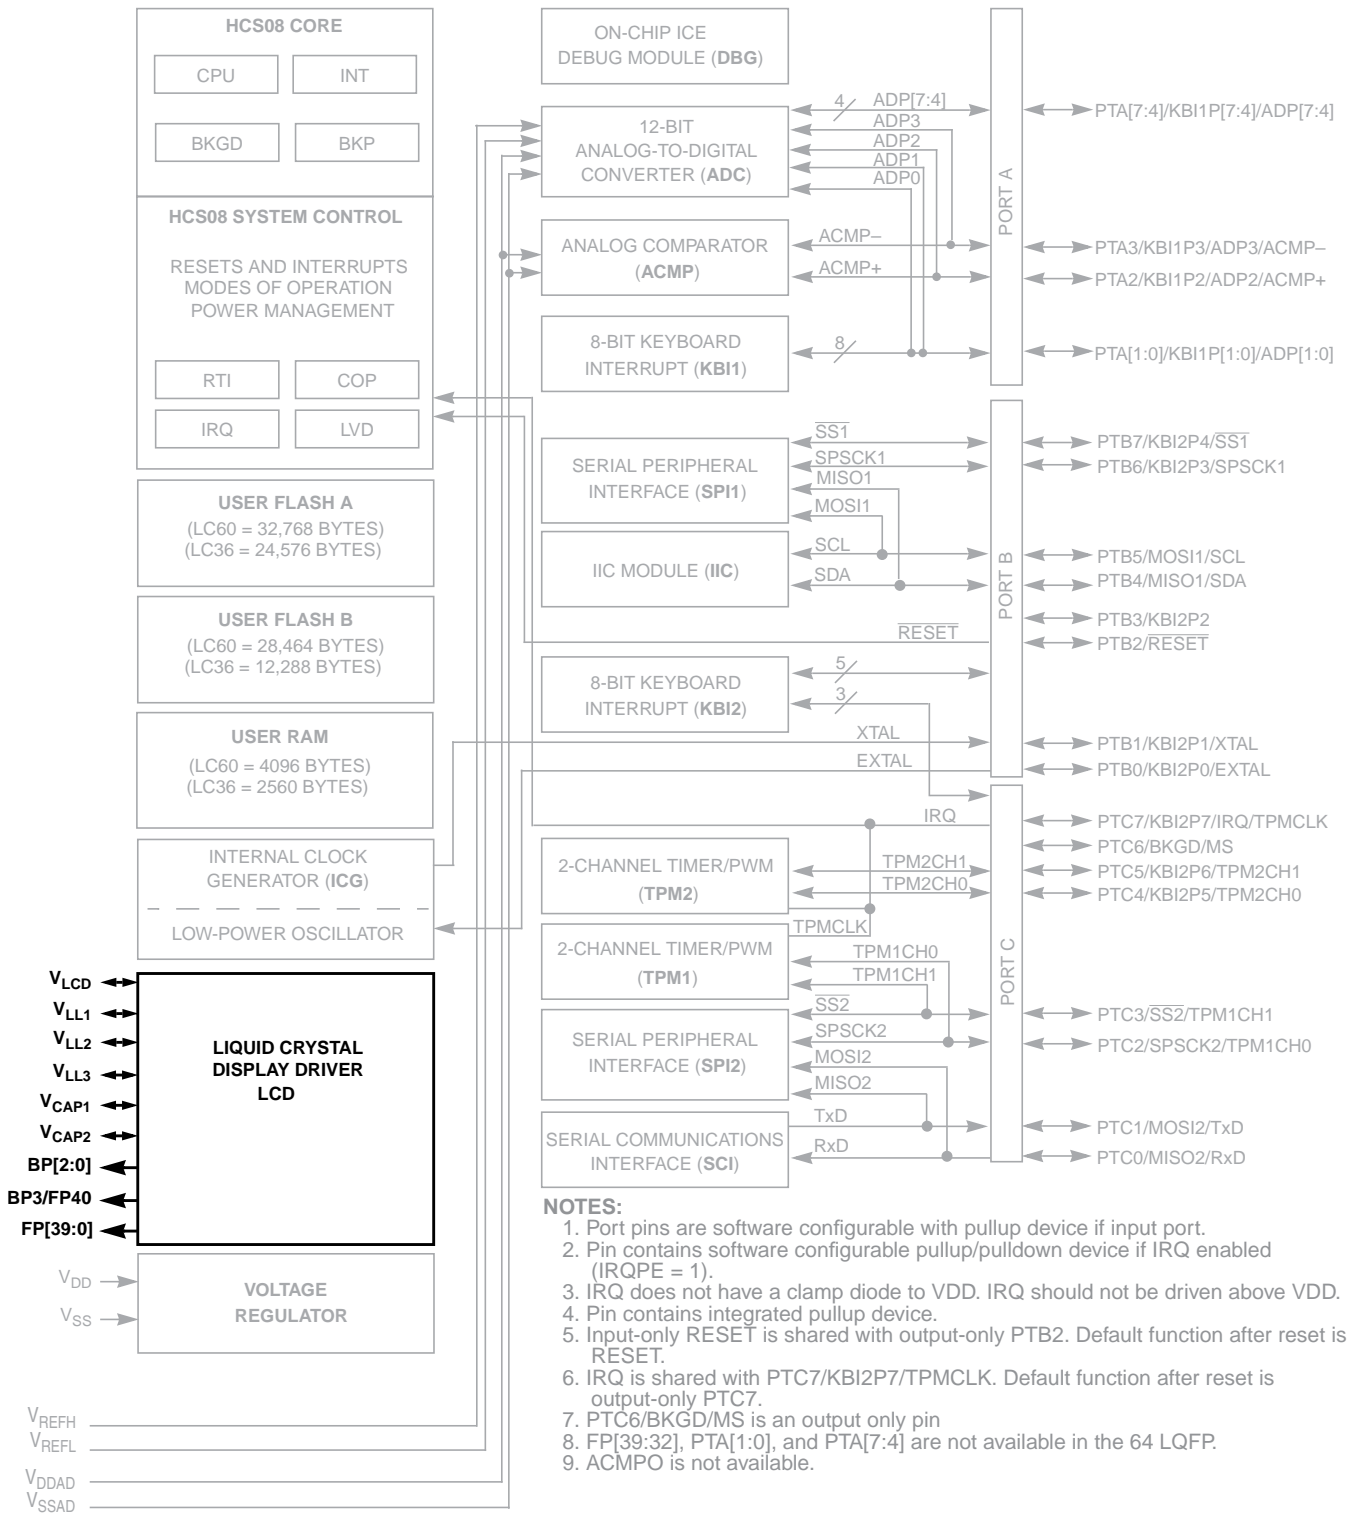 HCS08 CORE
CPU
INT
BKGD
BKP
HCS08 SYSTEM CONTROL
RESETS AND INTERRUPTS
MODES OF OPERATION
POWER MANAGEMENT
RTI
COP
IRQ
LVD
USER FLASH A
(LC60 = 32,768 BYTES)
(LC36 = 24,576 BYTES)
USER FLASH B
(LC60 = 28,464 BYTES)
(LC36 = 12,288 BYTES)
USER RAM
(LC60 = 4096 BYTES)
(LC36 = 2560 BYTES)
INTERNAL CLOCK
GENERATOR (ICG)
LOW-POWER OSCILLATOR
VLCD
VLL1
VLL2
VLL3
VCAP1
VCAP2
BP[2:0]
BP3/FP40
FP[39:0]
LIQUID CRYSTAL
DISPLAY DRIVER
LCD
VDD
VSS
VOLTAGE
REGULATOR
VREFH
VREFL
VDDAD
VSSAD
ON-CHIP ICE
DEBUG MODULE (DBG)
12-BIT
ANALOG-TO-DIGITAL
CONVERTER (ADC)
4
ADP[7:4]
ADP3
ADP2
ADP1
ADP0
ANALOG COMPARATOR
(ACMP)
ACMP–
ACMP+
8-BIT KEYBOARD
INTERRUPT (KBI1)
8
PORT A
PTA[7:4]/KBI1P[7:4]/ADP[7:4]
PTA3/KBI1P3/ADP3/ACMP–
PTA2/KBI1P2/ADP2/ACMP+
PTA[1:0]/KBI1P[1:0]/ADP[1:0]
SERIAL PERIPHERAL
INTERFACE (SPI1)
SS1
SPSCK1
MISO1
MOSI1
IIC MODULE (IIC)
SCL
SDA
RESET
8-BIT KEYBOARD
INTERRUPT (KBI2)
5
3
XTAL
EXTAL
PORT B
PTB7/KBI2P4/SS1
PTB6/KBI2P3/SPSCK1
PTB5/MOSI1/SCL
PTB4/MISO1/SDA
PTB3/KBI2P2
PTB2/RESET
PTB1/KBI2P1/XTAL
PTB0/KBI2P0/EXTAL
IRQ
2-CHANNEL TIMER/PWM
(TPM2)
TPM2CH1
TPM2CH0
TPMCLK
2-CHANNEL TIMER/PWM
(TPM1)
TPM1CH0
TPM1CH1
SS2
SPSCK2
MOSI2
MISO2
SERIAL PERIPHERAL
INTERFACE (SPI2)
TxD
RxD
SERIAL COMMUNICATIONS
INTERFACE (SCI)
PORT C
PTC7/KBI2P7/IRQ/TPMCLK
PTC6/BKGD/MS
PTC5/KBI2P6/TPM2CH1
PTC4/KBI2P5/TPM2CH0
PTC3/SS2/TPM1CH1
PTC2/SPSCK2/TPM1CH0
PTC1/MOSI2/TxD
PTC0/MISO2/RxD
NOTES:
1. Port pins are software configurable with pullup device if input port.
2. Pin contains software configurable pullup/pulldown device if IRQ enabled
(IRQPE = 1).
3. IRQ does not have a clamp diode to VDD. IRQ should not be driven above VDD.
4. Pin contains integrated pullup device.
5. Input-only RESET is shared with output-only PTB2. Default function after reset is
RESET.
6. IRQ is shared with PTC7/KBI2P7/TPMCLK. Default function after reset is
output-only PTC7.
7. PTC6/BKGD/MS is an output only pin
8. FP[39:32], PTA[1:0], and PTA[7:4] are not available in the 64 LQFP.
9. ACMPO is not available.